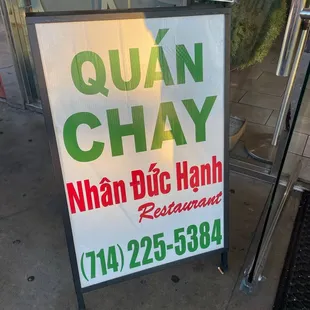 QUÁN
CHAY
Nhân Đức Hạnh
Restaurant
(714) 225-5384